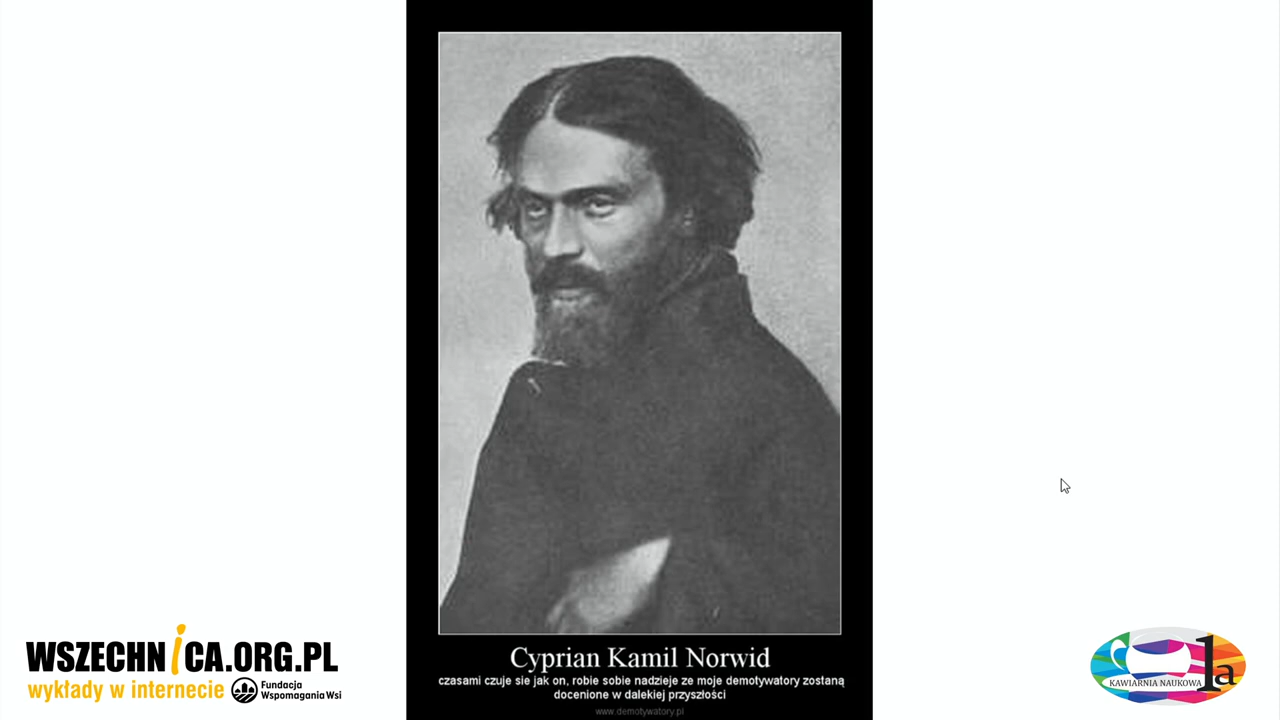 Cyprian Kamil Norwid
czasami czuje sie jak on, robie sobie nadzieje ze moje demotywatory zostaną
docenione w dalekiej przyszłości
www.demotywatory.pl
WSZECHNICA.ORG.PL
wykłady w internecie
Fundacja
Wspomagania Wsi
KAWIARNIA NAUKOWA 1a